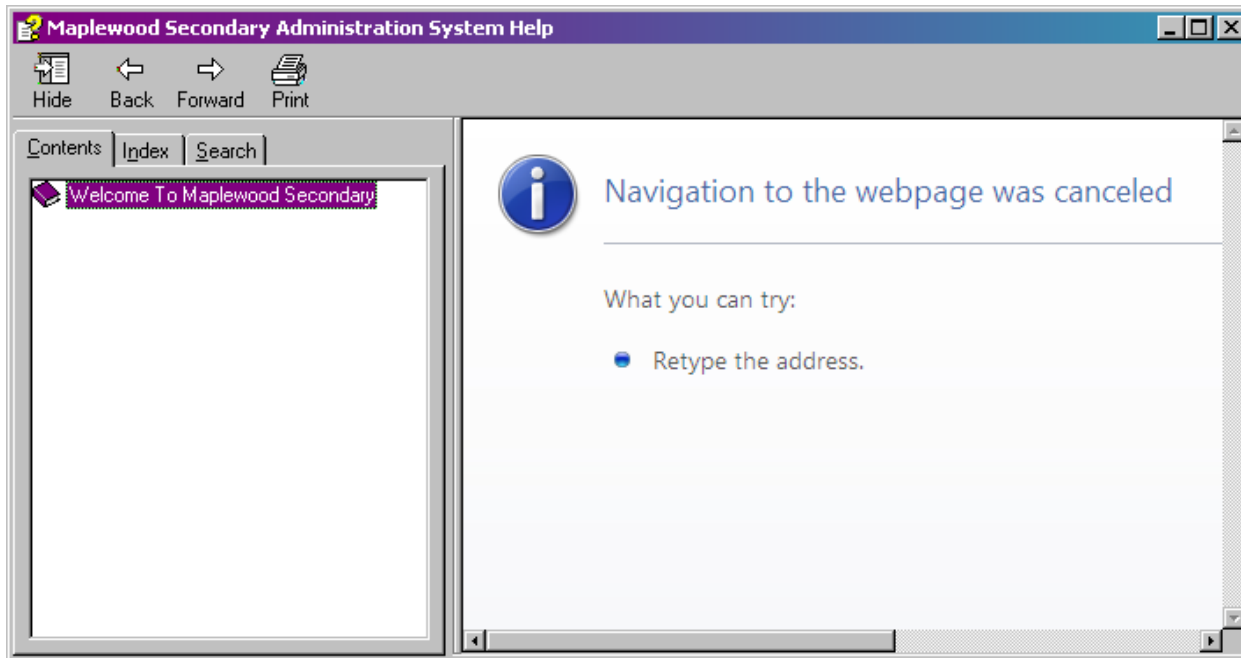 Maplewood Secondary Administration System Help
Hide Back Forward Print
Contents Index Search
Welcome To Maplewood Secondary
Navigation to the webpage was canceled
What you can try:
Retype the address.